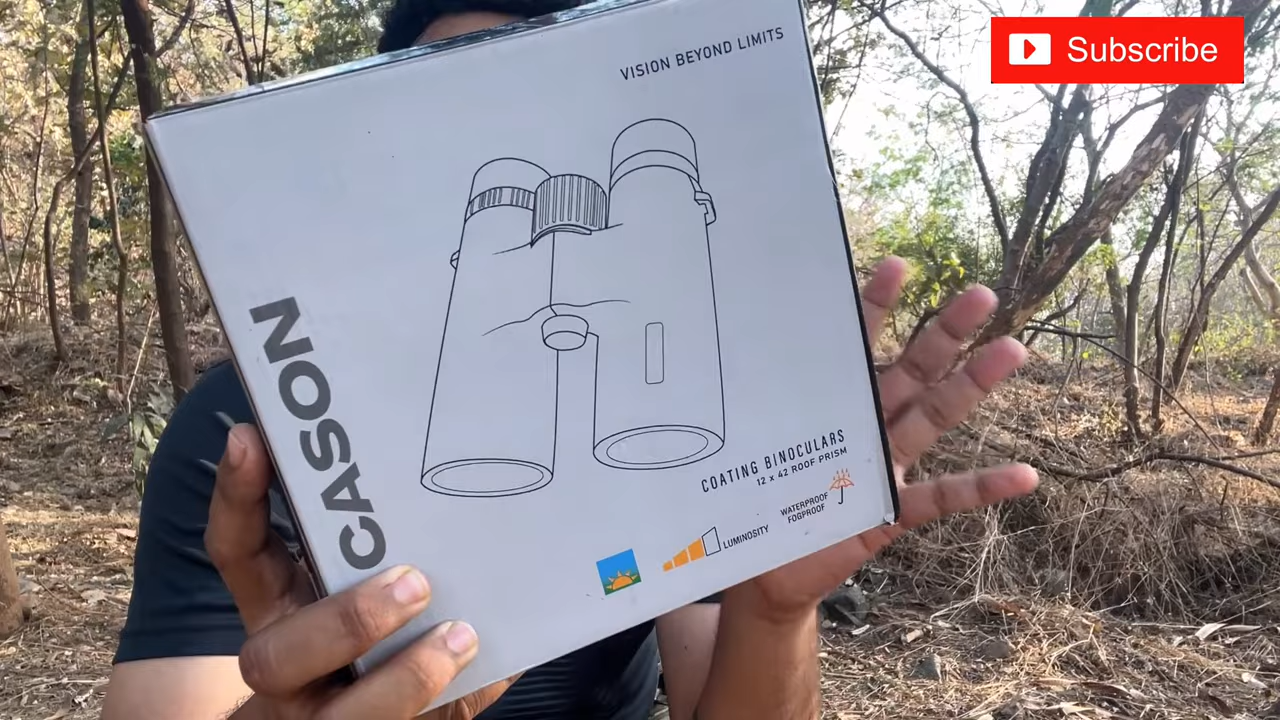 Subscribe
VISION BEYOND LIMITS
CASON
COATING BINOCULARS
12 x 42 ROOF PRISM
WATERPROOF
FOGPROOF
LUMINOSITY